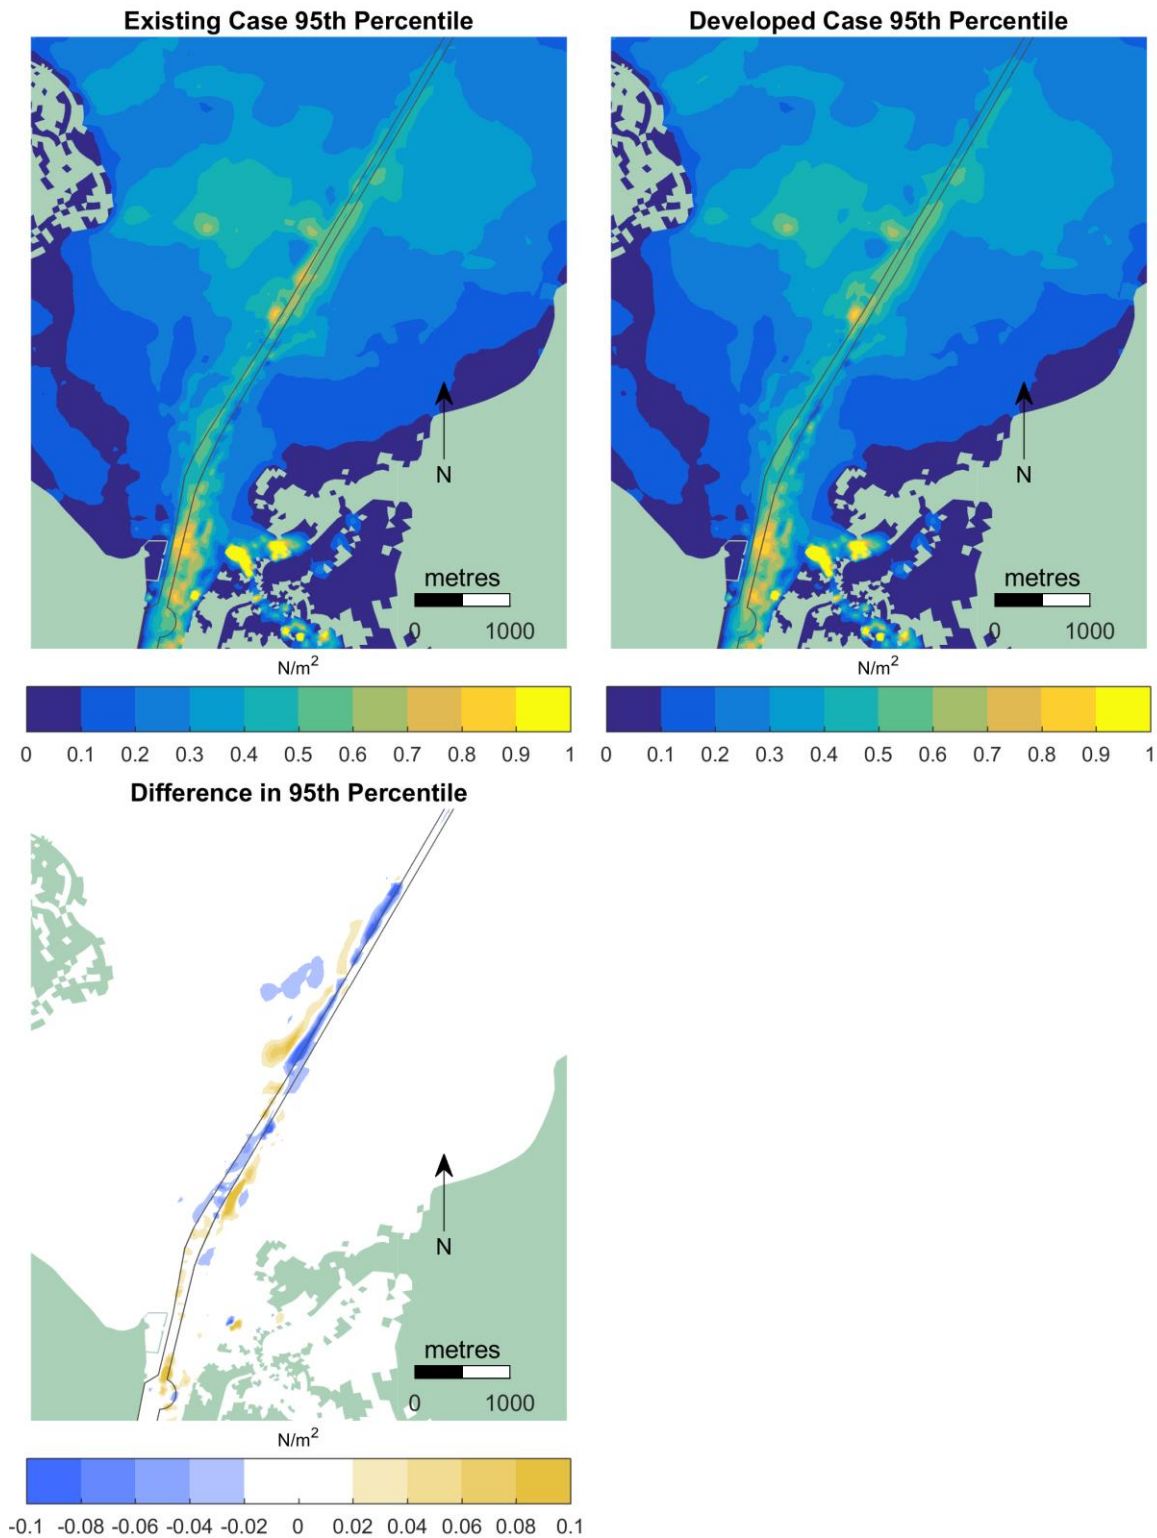 Existing Case 95th Percentile
Developed Case 95th Percentile
N
metres
0 1000
N/m²
0 0.1 0.2 0.3 0.4 0.5 0.6 0.7 0.8 0.9 1
N
metres
0 1000
N/m²
0 0.1 0.2 0.3 0.4 0.5 0.6 0.7 0.8 0.9 1
Difference in 95th Percentile
N
metres
0 1000
N/m²
-0.1 -0.08 -0.06 -0.04 -0.02 0 0.02 0.04 0.06 0.08 0.1